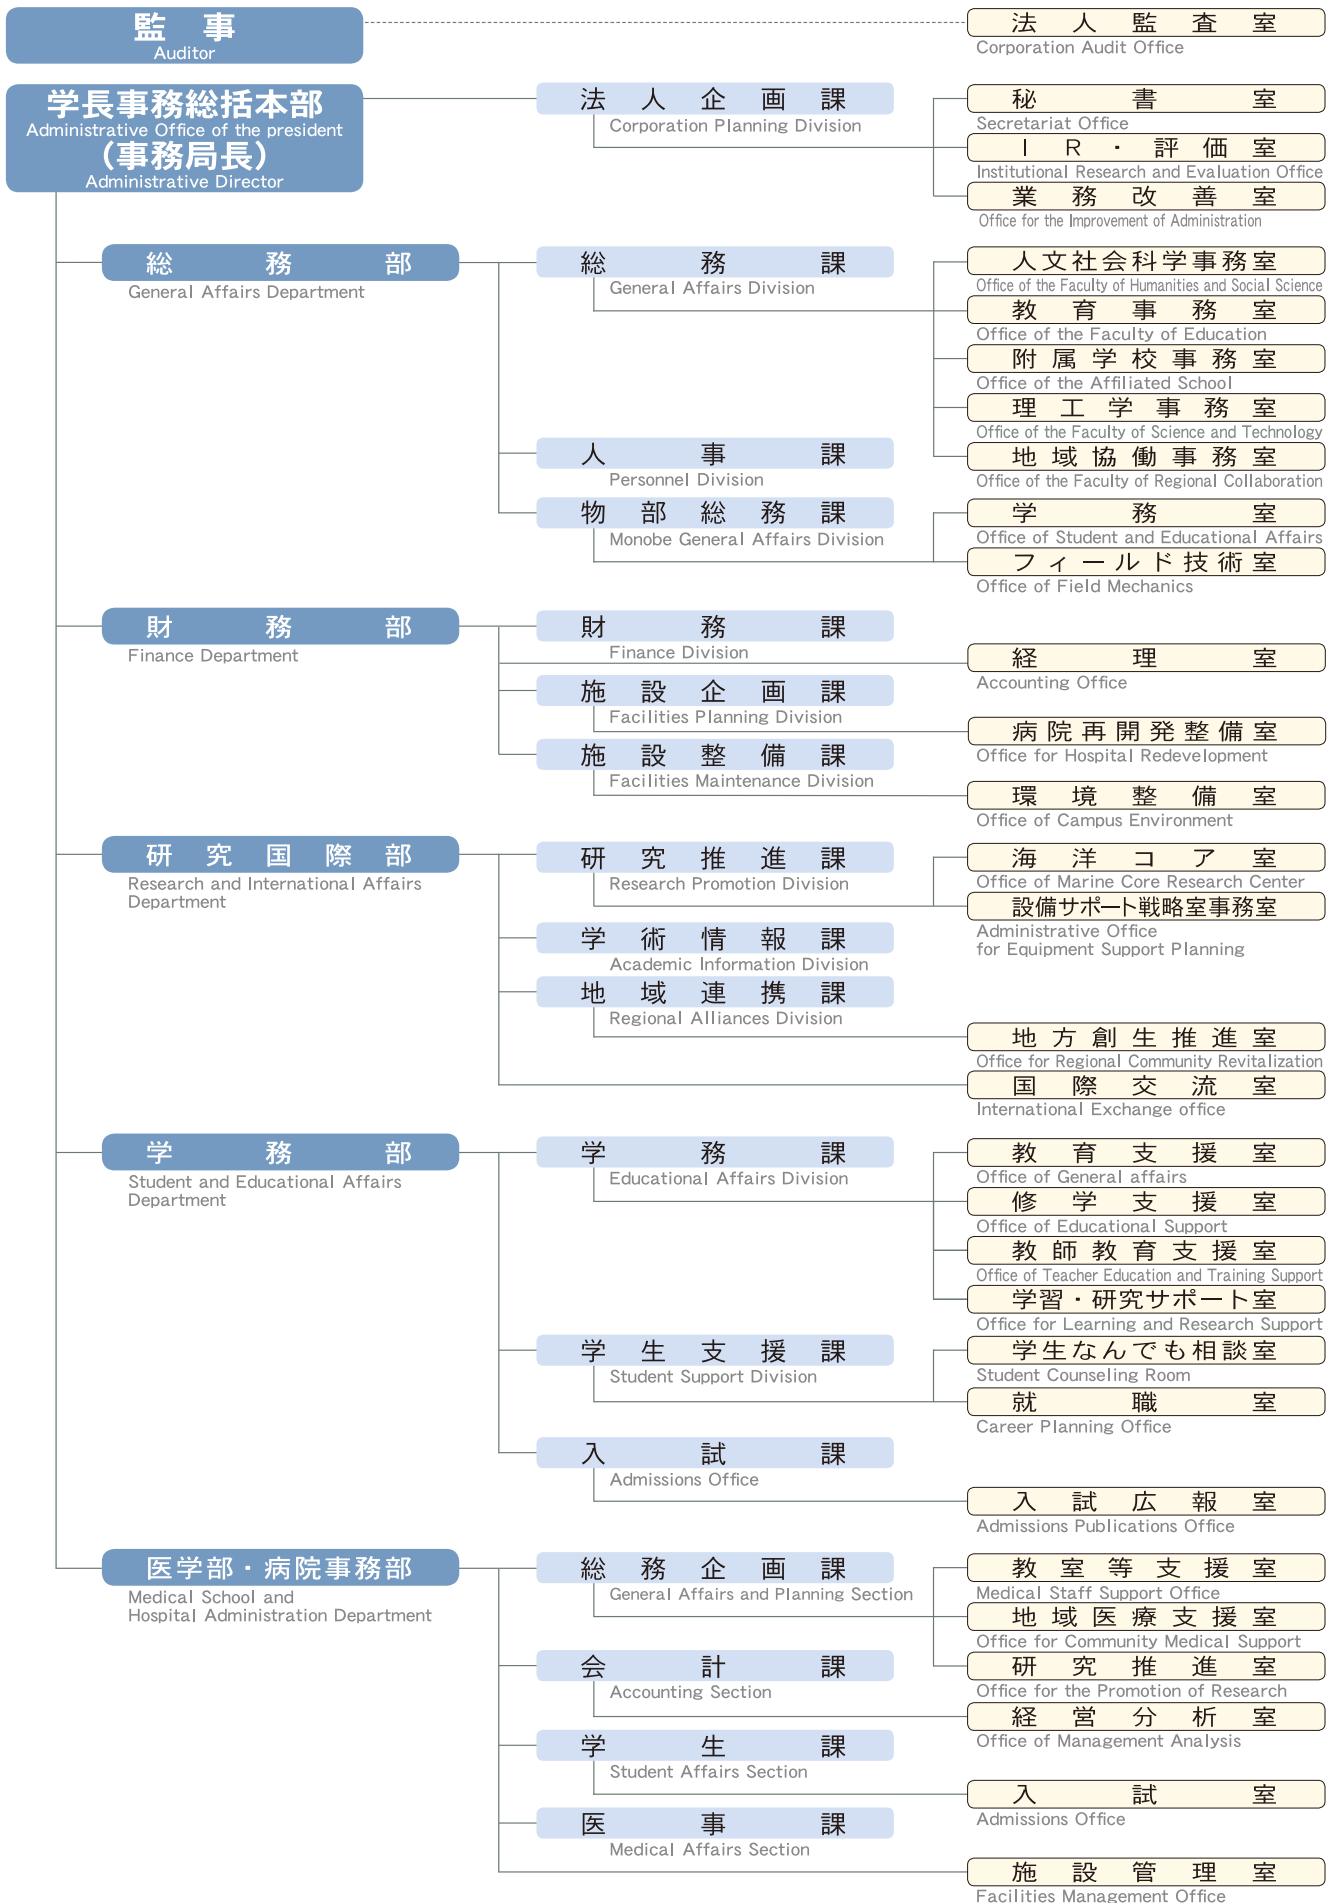 監事
Auditor
法人監査室
Corporation Audit Office
学長事務総括本部
Administrative Office of the president
（事務局長）
Administrative Director
法人企画課
Corporation Planning Division
秘書室
Secretariat Office
IR・評価室
Institutional Research and Evaluation Office
業務改善室
Office for the Improvement of Administration
総務部
General Affairs Department
総務課
General Affairs Division
人文社会科学事務室
Office of the Faculty of Humanities and Social Science
教育事務室
Office of the Faculty of Education
附属学校事務室
Office of the Affiliated School
理工学事務室
Office of the Faculty of Science and Technology
地域協働事務室
Office of the Faculty of Regional Collaboration
人事課
Personnel Division
物部総務課
Monobe General Affairs Division
学務室
Office of Student and Educational Affairs
フィールド技術室
Office of Field Mechanics
財務部
Finance Department
財務課
Finance Division
経理室
Accounting Office
施設企画課
Facilities Planning Division
病院再開発整備室
Office for Hospital Redevelopment
施設整備課
Facilities Maintenance Division
環境整備室
Office of Campus Environment
研究国際部
Research and International Affairs
Department
研究推進課
Research Promotion Division
海洋コア室
Office of Marine Core Research Center
設備サポート戦略室事務室
Administrative Office
for Equipment Support Planning
学術情報課
Academic Information Division
地域連携課
Regional Alliances Division
地方創生推進室
Office for Regional Community Revitalization
国際交流室
International Exchange office
学務部
Student and Educational Affairs
Department
学務課
Educational Affairs Division
教育支援室
Office of General affairs
修学支援室
Office of Educational Support
教師教育支援室
Office of Teacher Education and Training Support
学習・研究サポート室
Office for Learning and Research Support
学生支援課
Student Support Division
学生なんでも相談室
Student Counseling Room
就職室
Career Planning Office
入試課
Admissions Office
入試広報室
Admissions Publications Office
医学部・病院事務部
Medical School and
Hospital Administration Department
総務企画課
General Affairs and Planning Section
教室等支援室
Medical Staff Support Office
地域医療支援室
Office for Community Medical Support
研究推進室
Office for the Promotion of Research
会計課
Accounting Section
経営分析室
Office of Management Analysis
学生課
Student Affairs Section
入試室
Admissions Office
医事課
Medical Affairs Section
施設管理室
Facilities Management Office